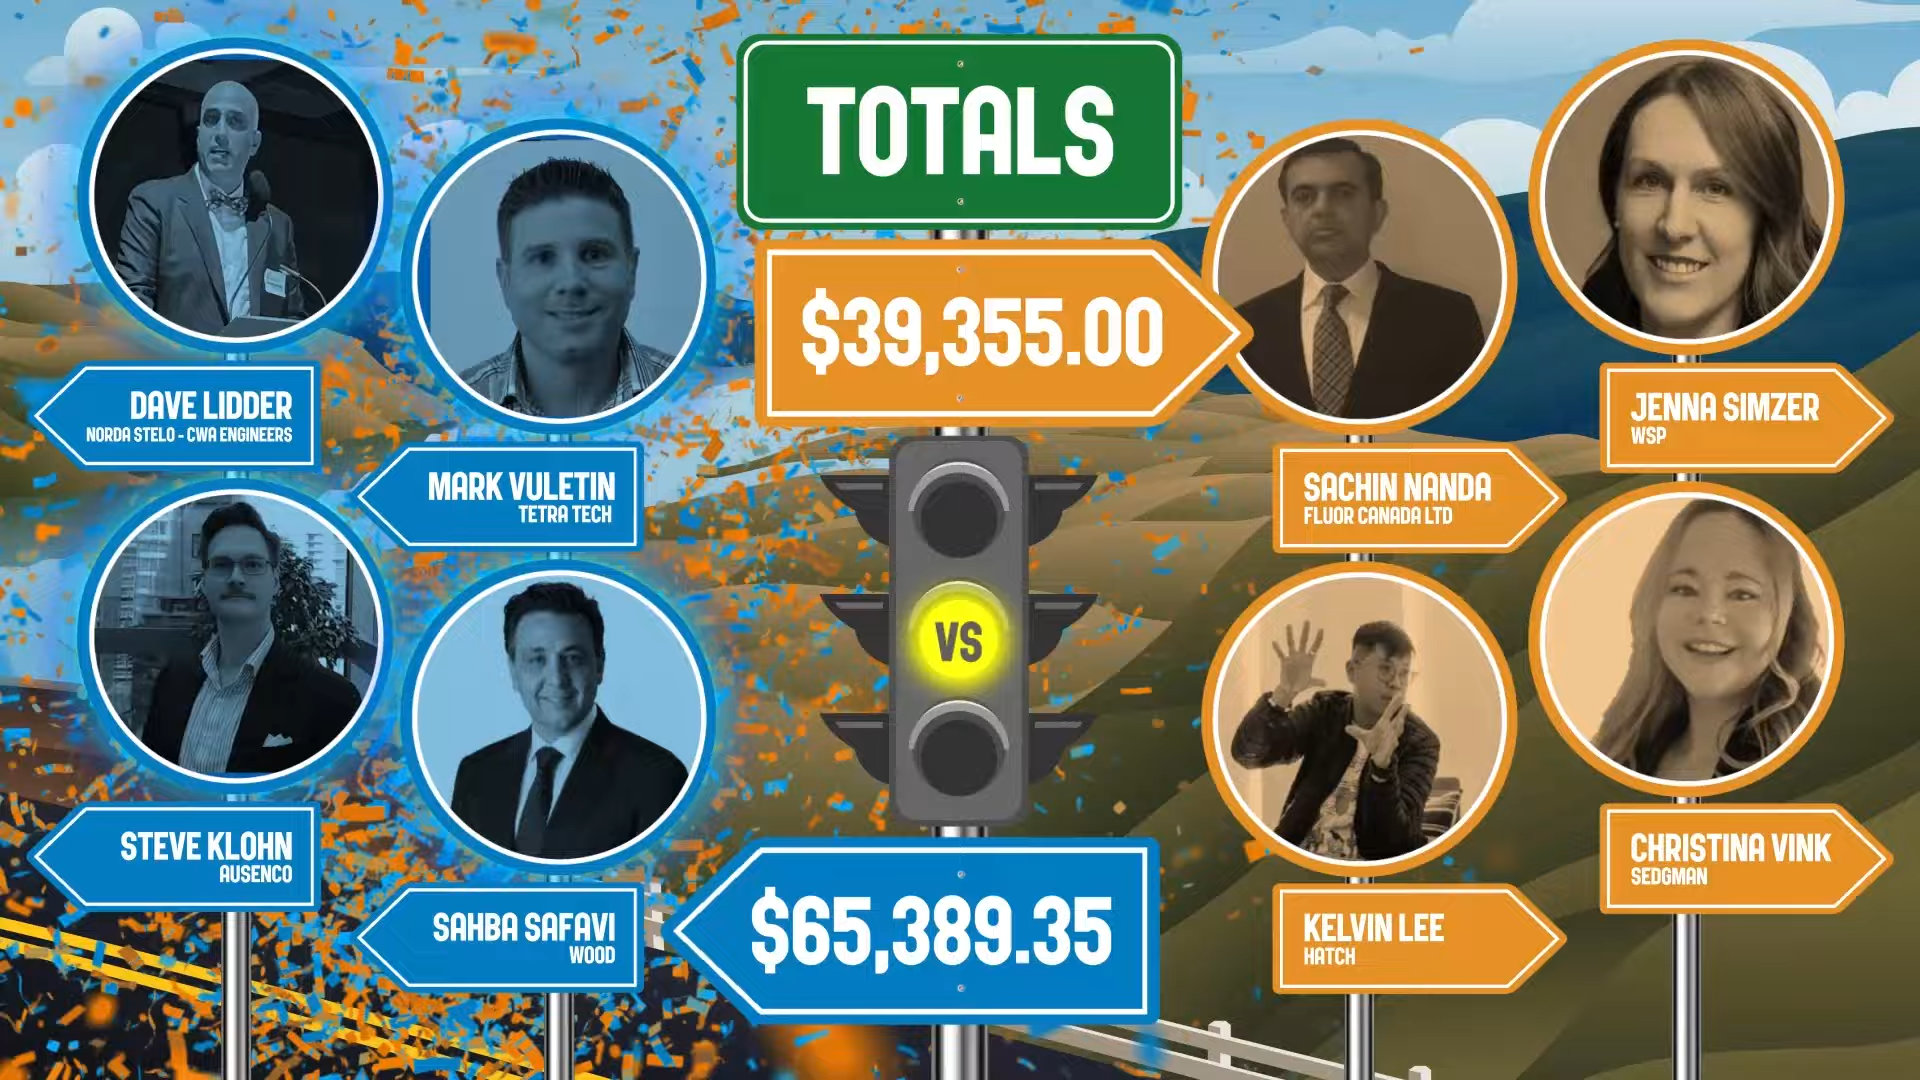 TOTALS
$39,355.00
VS
$65,389.35
DAVE LIDDER
NORDA STELO - CWA ENGINEERS
MARK VULETIN
TETRA TECH
STEVE KLOHN
AUSENCO
SAHBA SAFAVI
WOOD
SACHIN NANDA
FLUOR CANADA LTD
JENNA SIMZER
WSP
KELVIN LEE
HATCH
CHRISTINA VINK
SEDGMAN